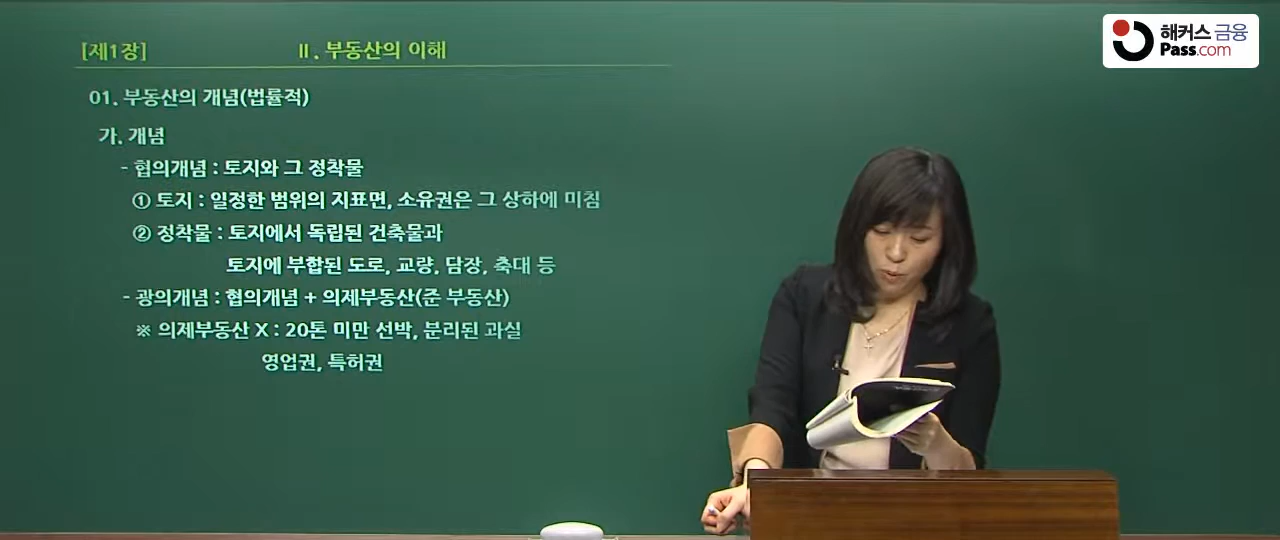 [제1장] Ⅱ. 부동산의 이해
해커스 금융
Pass.com
01. 부동산의 개념(법률적)
가. 개념
- 협의개념 : 토지와 그 정착물
① 토지 : 일정한 범위의 지표면, 소유권은 그 상하에 미침
② 정착물 : 토지에서 독립된 건축물과
토지에 부합된 도로, 교량, 담장, 축대 등
- 광의개념 : 협의개념 + 의제부동산(준 부동산)
※ 의제부동산 X : 20톤 미만 선박, 분리된 과실
영업권, 특허권